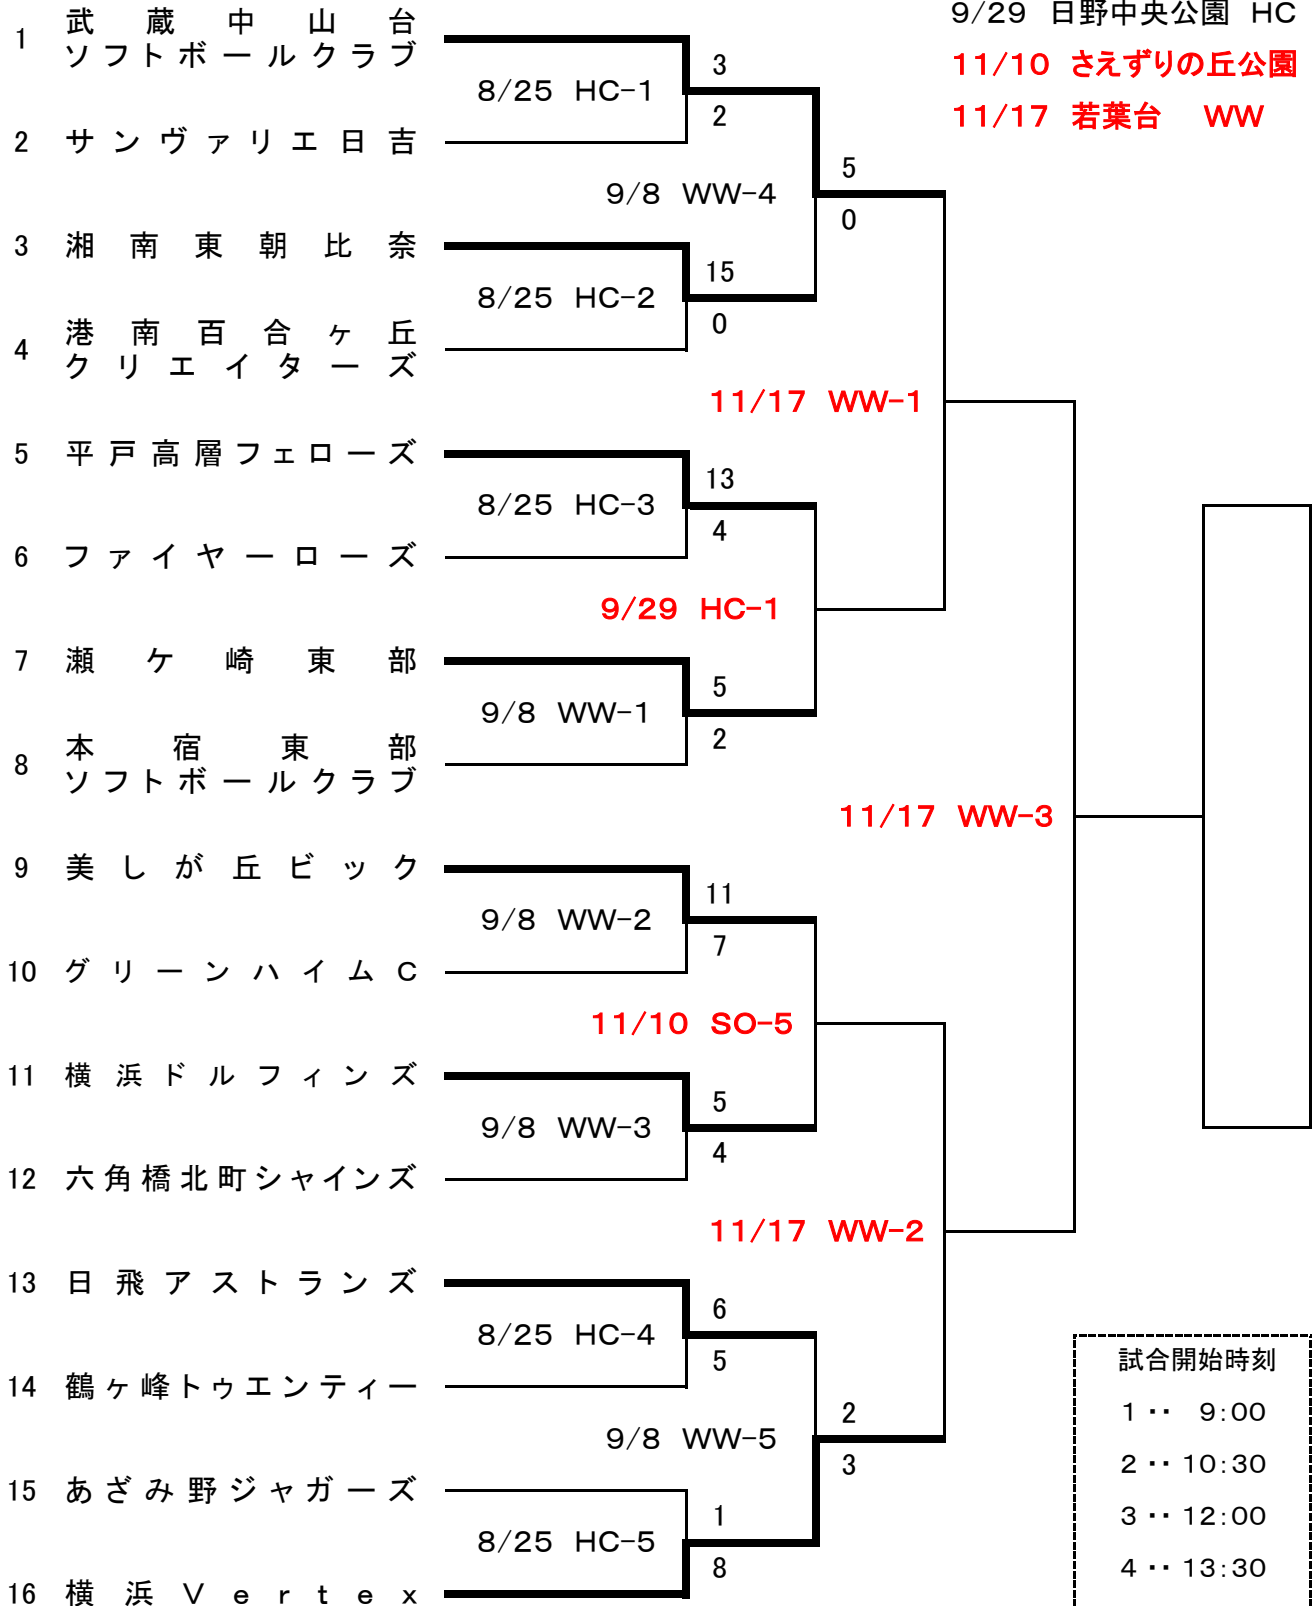 9/29 日野中央公園 HC
11/10 さえずりの丘公園
11/17 若葉台 WW
1 武蔵中山台
ソフトボールクラブ
8/25 HC-1
3
2
2 サンヴァリエ日吉
9/8 WW-4
5
0
3 湘南東朝比奈
8/25 HC-2
15
0
4 港南百合ヶ丘
クリエイターズ
11/17 WW-1
5 平戸高層フェローズ
8/25 HC-3
13
4
6 ファイヤーローズ
9/29 HC-1
7 瀬ケ崎東部
9/8 WW-1
5
2
8 本宿東部
ソフトボールクラブ
11/17 WW-3
9 美しが丘ビック
9/8 WW-2
11
7
10 グリーンハイムC
11/10 SO-5
11 横浜ドルフィンズ
9/8 WW-3
5
4
12 六角橋北町シャインズ
11/17 WW-2
13 日飛アストランズ
8/25 HC-4
6
5
14 鶴ヶ峰トゥエンティー
9/8 WW-5
2
3
15 あざみ野ジャガーズ
8/25 HC-5
1
8
16 横浜Vertex
試合開始時刻
1 ‥ 9:00
2 ‥ 10:30
3 ‥ 12:00
4 ‥ 13:30